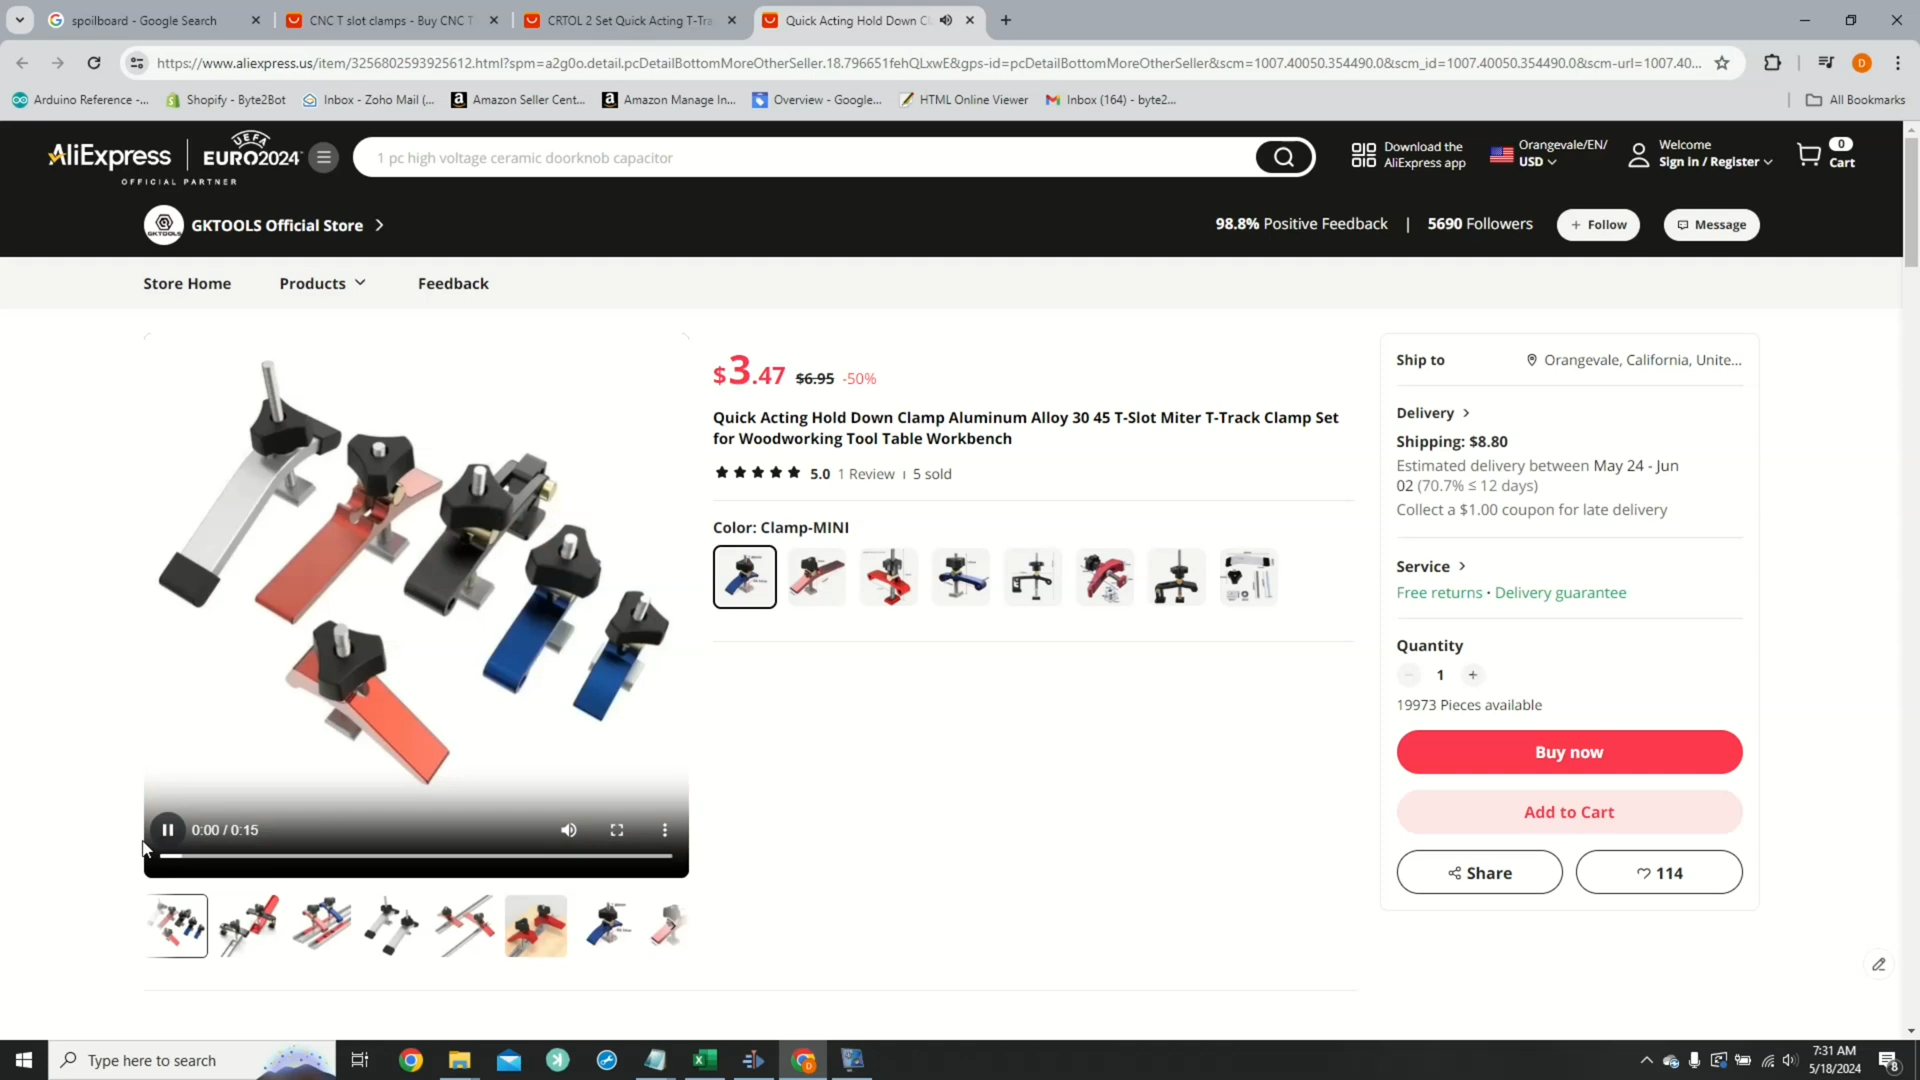 spoilboard - Google Search
CNC T slot clamps - Buy CNC T
CRTOL 2 Set Quick Acting T-Tra
Quick Acting Hold Down Cl
https://www.aliexpress.us/item/3256802593925612.html?spm=a2g0o.detail.pcDetailBottomMoreOtherSeller.18.796651fehQLxwE&gps-id=pcDetailBottomMoreOtherSeller&scm=1007.40050.354490.0&scm_id=1007.40050.354490.0&scm-url=1007.40...
D
Arduino Reference -...
Shopify - Byte2Bot
Inbox - Zoho Mail (...
Amazon Seller Cent...
Amazon Manage In...
Overview - Google...
HTML Online Viewer
Inbox (164) - byte2...
All Bookmarks
AliExpress
UEFA
EURO2024
OFFICIAL PARTNER
1 pc high voltage ceramic doorknob capacitor
Download the
AliExpress app
Orangevale/EN/
USD
Welcome
Sign in / Register
0
Cart
GKTOOLS
GKTOOLS Official Store
98.8% Positive Feedback | 5690 Followers
+ Follow
Message
Store Home
Products
Feedback
$3.47 $6.95 -50%
Quick Acting Hold Down Clamp Aluminum Alloy 30 45 T-Slot Miter T-Track Clamp Set
for Woodworking Tool Table Workbench
5.0 1 Review 5 sold
Color: Clamp-MINI
0:00 / 0:15
Ship to
Orangevale, California, Unite...
Delivery
Shipping: $8.80
Estimated delivery between May 24 - Jun
02 (70.7% ≤ 12 days)
Collect a $1.00 coupon for late delivery
Service
Free returns · Delivery guarantee
Quantity
1
19973 Pieces available
Buy now
Add to Cart
Share
114
Type here to search
7:31 AM
5/18/2024
8